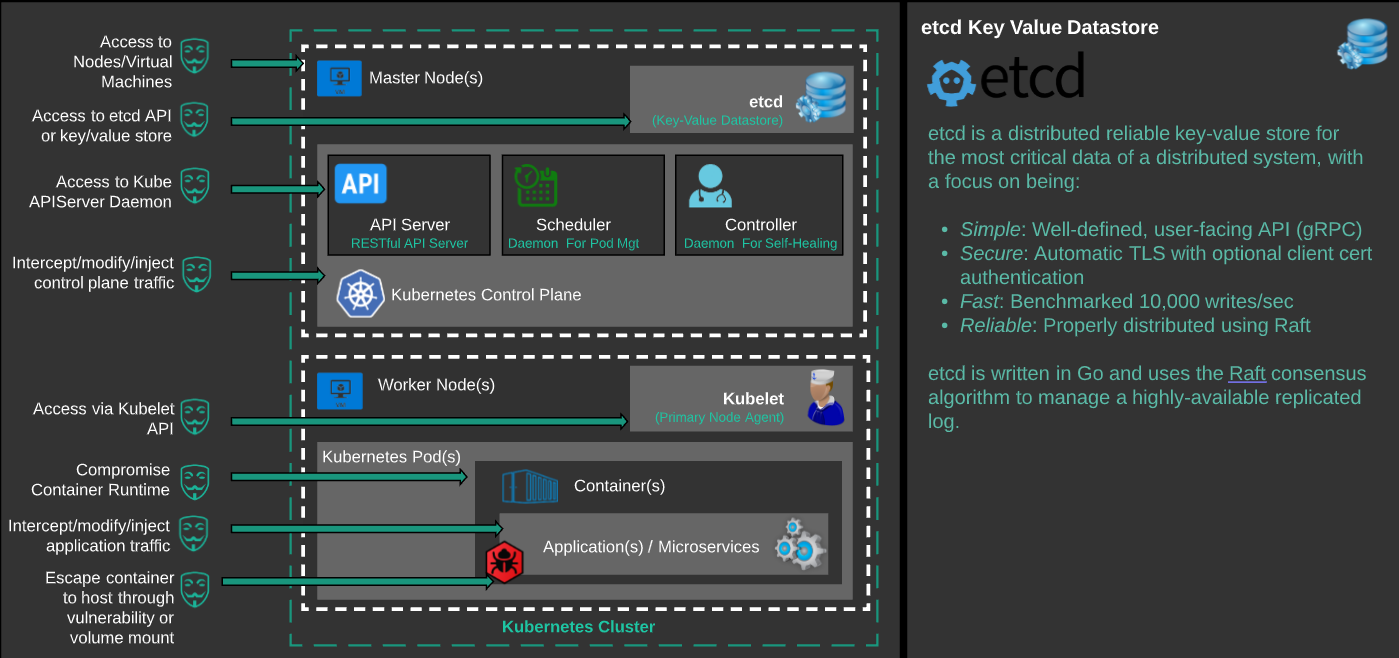 Access to
Nodes/Virtual
Machines
Access to etcd API
or key/value store
Access to Kube
APIServer Daemon
Intercept/modify/inject
control plane traffic
Access via Kubelet
API
Compromise
Container Runtime
Intercept/modify/inject
application traffic
Escape container
to host through
vulnerability or
volume mount
Master Node(s)
etcd
(Key-Value Datastore)
API
API Server
RESTful API Server
Scheduler
Daemon For Pod Mgt
Controller
Daemon For Self-Healing
Kubernetes Control Plane
Worker Node(s)
Kubelet
(Primary Node Agent)
Kubernetes Pod(s)
Container(s)
Application(s) / Microservices
Kubernetes Cluster
etcd Key Value Datastore
etcd
etcd is a distributed reliable key-value store for
the most critical data of a distributed system, with
a focus on being:
• Simple: Well-defined, user-facing API (gRPC)
• Secure: Automatic TLS with optional client cert
authentication
• Fast: Benchmarked 10,000 writes/sec
• Reliable: Properly distributed using Raft
etcd is written in Go and uses the Raft consensus
algorithm to manage a highly-available replicated
log.